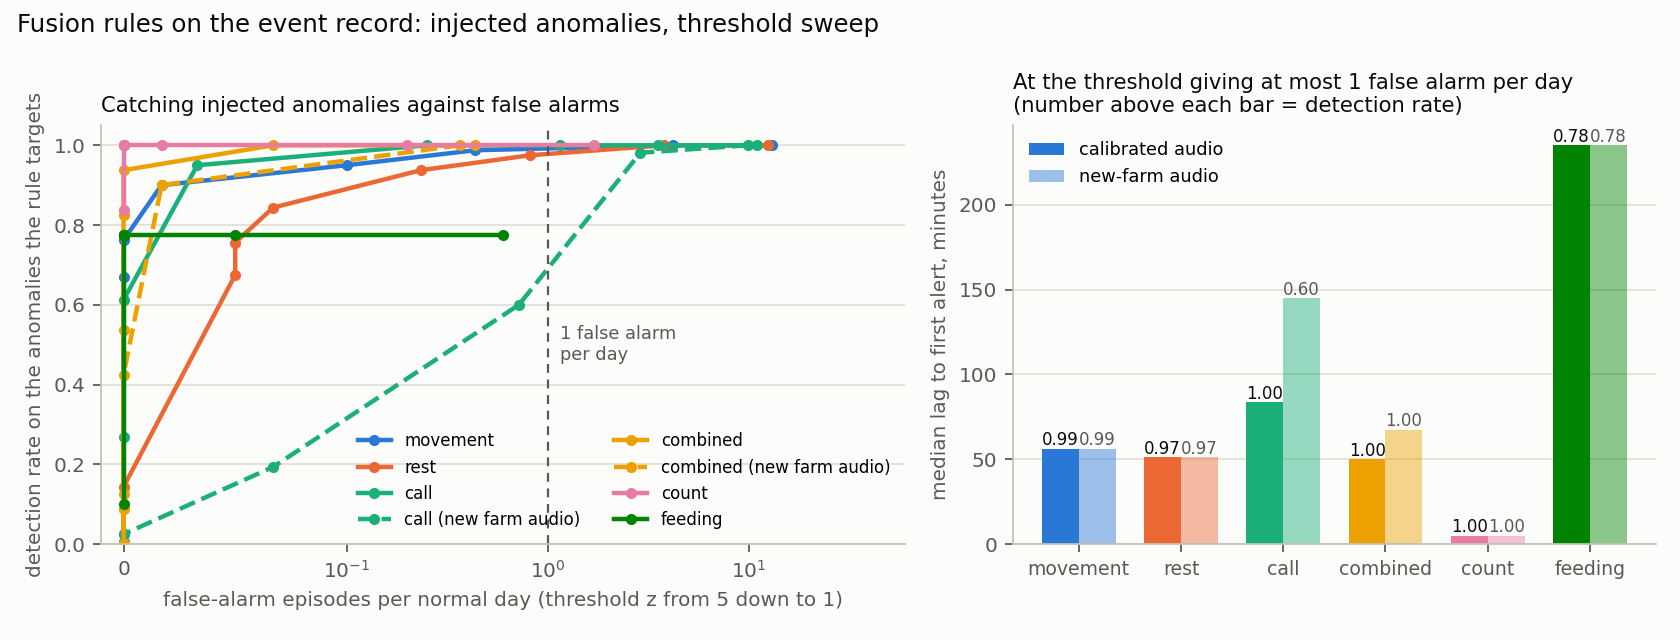 Fusion rules on the event record: injected anomalies, threshold sweep
Catching injected anomalies against false alarms
detection rate on the anomalies the rule targets
1.0
0.8
0.6
0.4
0.2
0.0
1 false alarm
per day
movement
rest
call
call (new farm audio)
combined
combined (new farm audio)
count
feeding
0
10⁻¹
10⁰
10¹
false-alarm episodes per normal day (threshold z from 5 down to 1)
At the threshold giving at most 1 false alarm per day
(number above each bar = detection rate)
median lag to first alert, minutes
calibrated audio
new-farm audio
200
150
100
50
0
0.99 0.99
0.97 0.97
1.00 0.60
1.00 1.00
1.00 1.00
0.78 0.78
movement
rest
call
combined
count
feeding